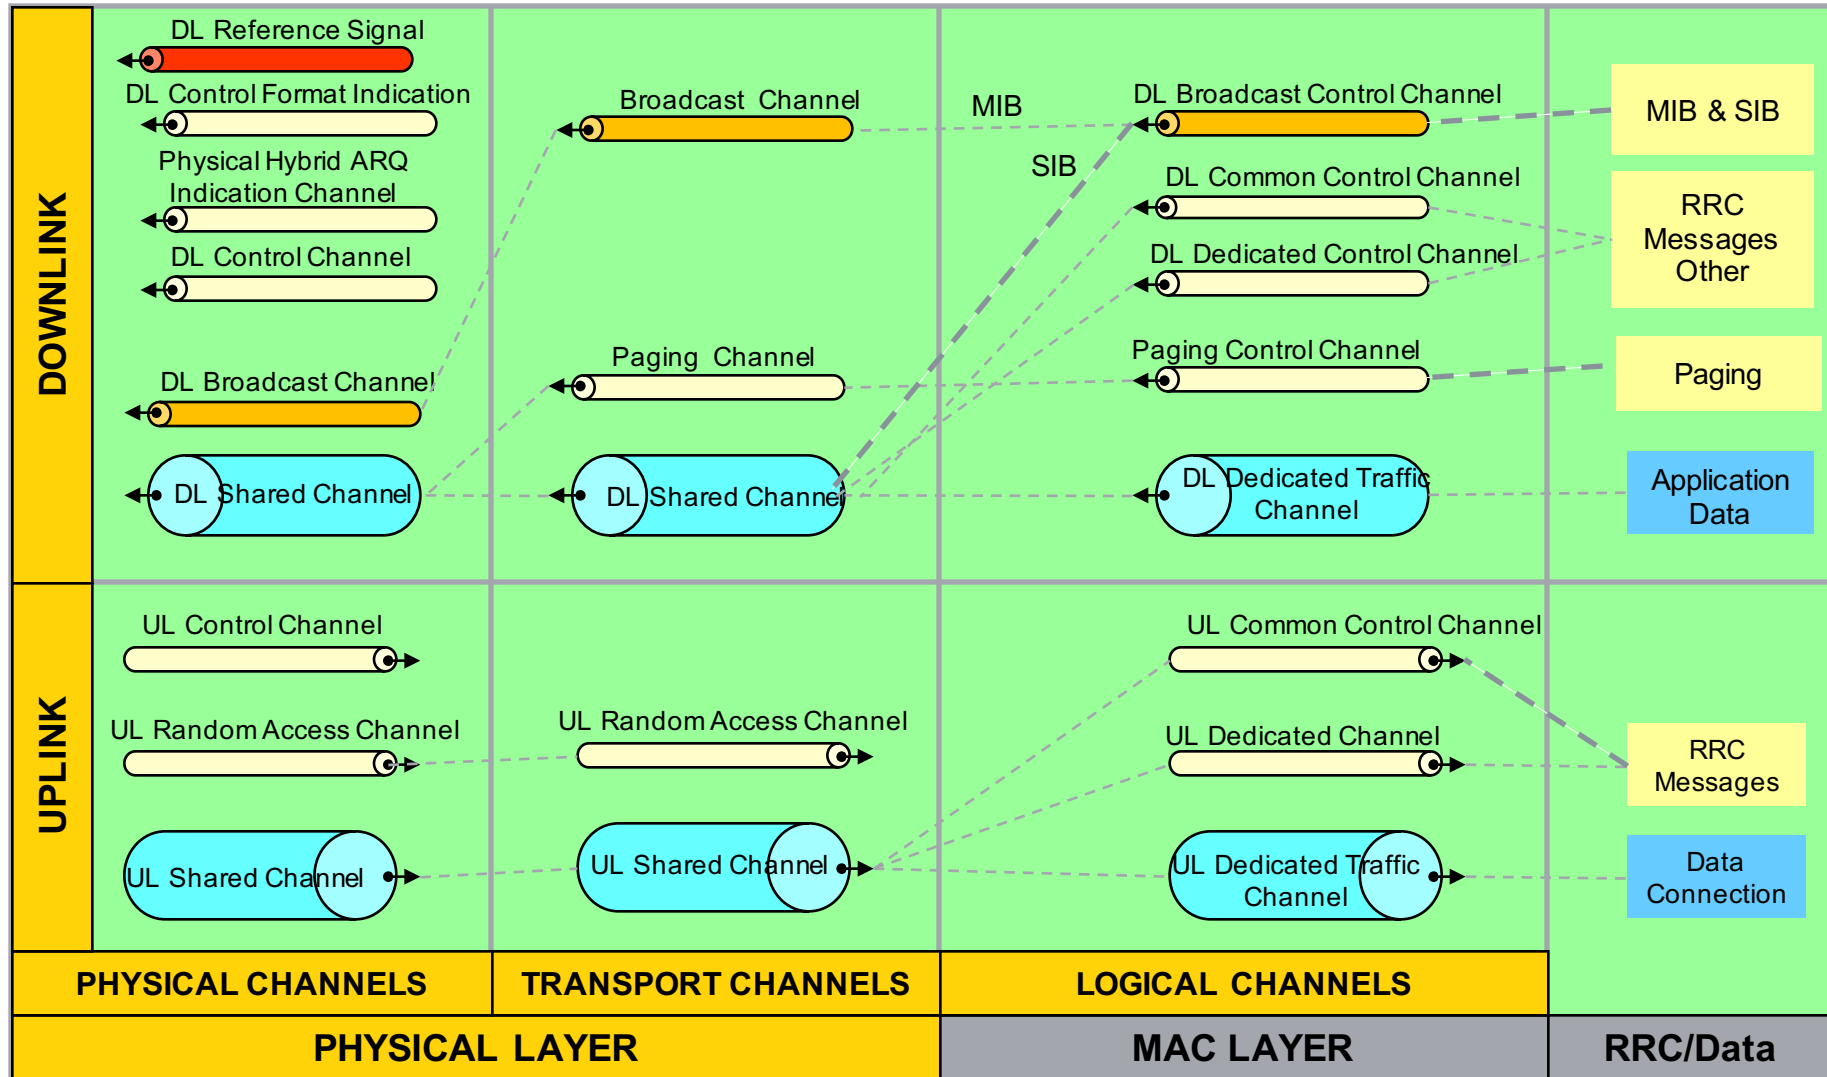 DOWNLINK
DL Reference Signal
DL Control Format Indication
Physical Hybrid ARQ
Indication Channel
DL Control Channel
DL Broadcast Channel
DL Shared Channel
Broadcast Channel
Paging Channel
DL Shared Channel
MIB
SIB
DL Broadcast Control Channel
DL Common Control Channel
DL Dedicated Control Channel
Paging Control Channel
DL Dedicated Traffic
Channel
MIB & SIB
RRC
Messages
Other
Paging
Application
Data
UPLINK
UL Control Channel
UL Random Access Channel
UL Shared Channel
UL Random Access Channel
UL Shared Channel
UL Common Control Channel
UL Dedicated Channel
UL Dedicated Traffic
Channel
RRC
Messages
Data
Connection
PHYSICAL CHANNELS
TRANSPORT CHANNELS
LOGICAL CHANNELS
PHYSICAL LAYER
MAC LAYER
RRC/Data